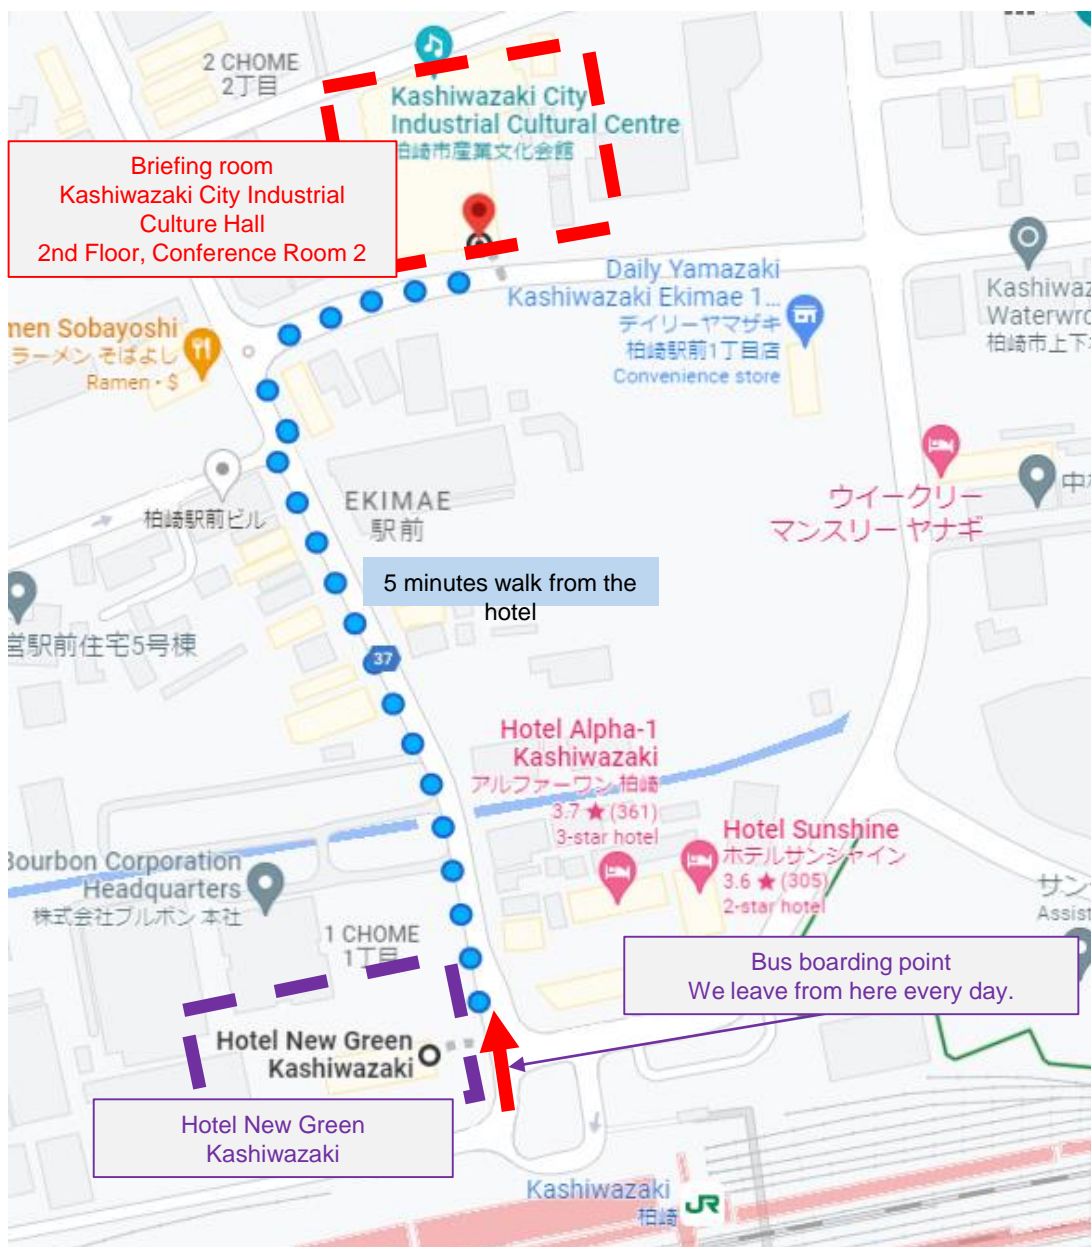 2 CHOME
2丁目
Kashiwazaki City
Industrial Cultural Centre
柏崎市産業文化会館
Briefing room
Kashiwazaki City Industrial
Culture Hall
2nd Floor, Conference Room 2
Daily Yamazaki
Kashiwazaki Ekimae 1...
デイリーヤマザキ
柏崎駅前1丁目店
Convenience store
Kashiwaz
Waterwro
柏崎市上下
men Sobayoshi
ラーメン そばよし
Ramen · $
柏崎駅前ビル
EKIMAE
駅前
ウイークリー
マンスリー ヤナギ
中
5 minutes walk from the
hotel
営駅前住宅5号棟
37
Hotel Alpha-1
Kashiwazaki
アルファーワン 柏崎
3.7 ★ (361)
3-star hotel
Hotel Sunshine
ホテルサンシャイン
3.6 ★ (305)
2-star hotel
Bourbon Corporation
Headquarters
株式会社ブルボン 本社
サン
Assist
1 CHOME
1丁目
Bus boarding point
We leave from here every day.
Hotel New Green
Kashiwazaki
Hotel New Green
Kashiwazaki
Kashiwazaki
柏崎
JR